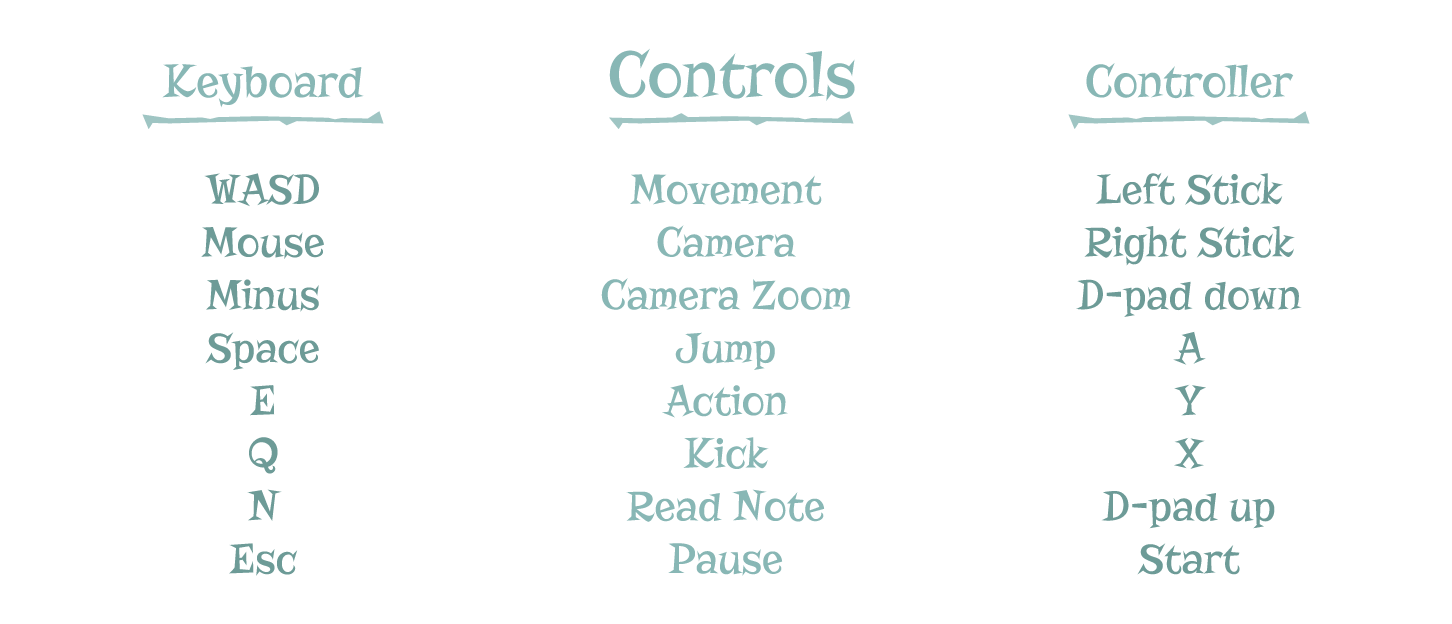 Keyboard Controls Controller
WASD Movement Left Stick
Mouse Camera Right Stick
Minus Camera Zoom D-pad down
Space Jump A
E Action Y
Q Kick X
N Read Note D-pad up
Esc Pause Start